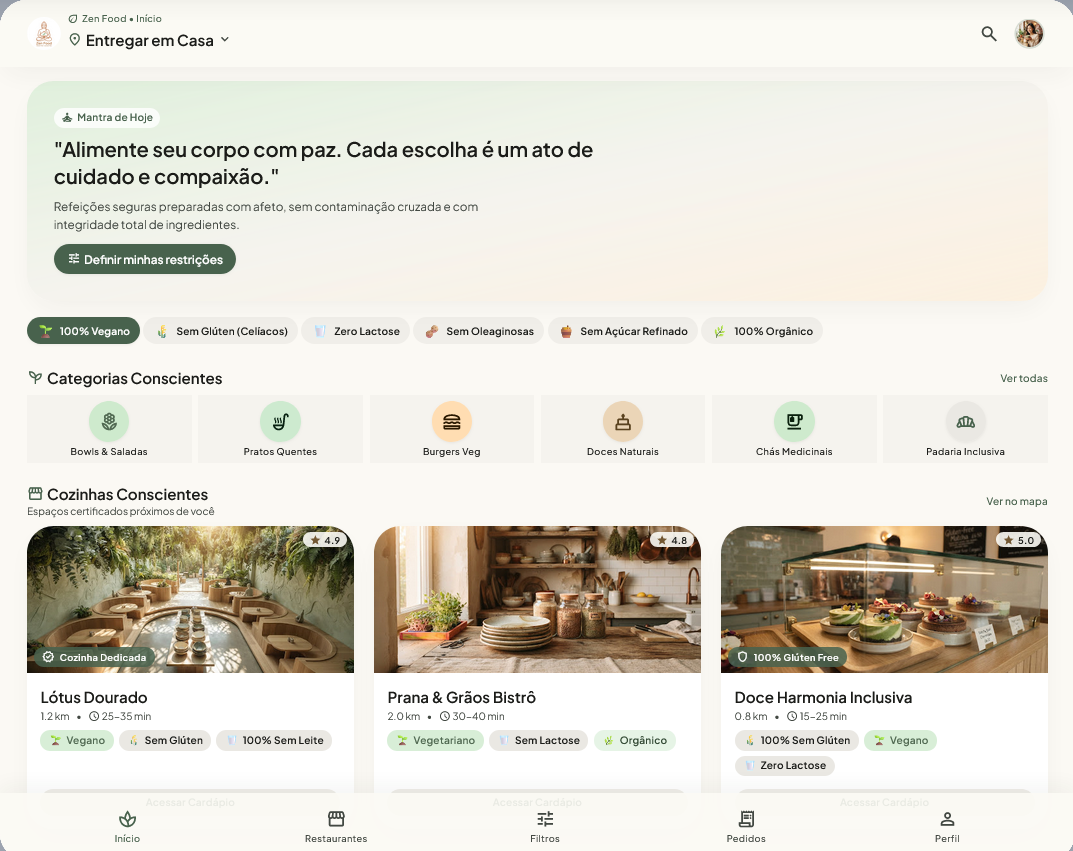 Zen Food • Início
Entregar em Casa
Mantra de Hoje
"Alimente seu corpo com paz. Cada escolha é um ato de
cuidado e compaixão."
Refeições seguras preparadas com afeto, sem contaminação cruzada e com
integridade total de ingredientes.
Definir minhas restrições
100% Vegano
Sem Glúten (Celíacos)
Zero Lactose
Sem Oleaginosas
Sem Açúcar Refinado
100% Orgânico
Categorias Conscientes
Ver todas
Bowls & Saladas
Pratos Quentes
Burgers Veg
Doces Naturais
Chás Medicinais
Padaria Inclusiva
Cozinhas Conscientes
Espaços certificados próximos de você
Ver no mapa
4.9
Cozinha Dedicada
Lótus Dourado
1.2 km • 25–35 min
Vegano
Sem Glúten
100% Sem Leite
Acessar Cardápio
4.8
Prana & Grãos Bistrô
2.0 km • 30–40 min
Vegetariano
Sem Lactose
Orgânico
Acessar Cardápio
5.0
100% Glúten Free
Doce Harmonia Inclusiva
0.8 km • 15–25 min
100% Sem Glúten
Vegano
Zero Lactose
Acessar Cardápio
Início
Restaurantes
Filtros
Pedidos
Perfil